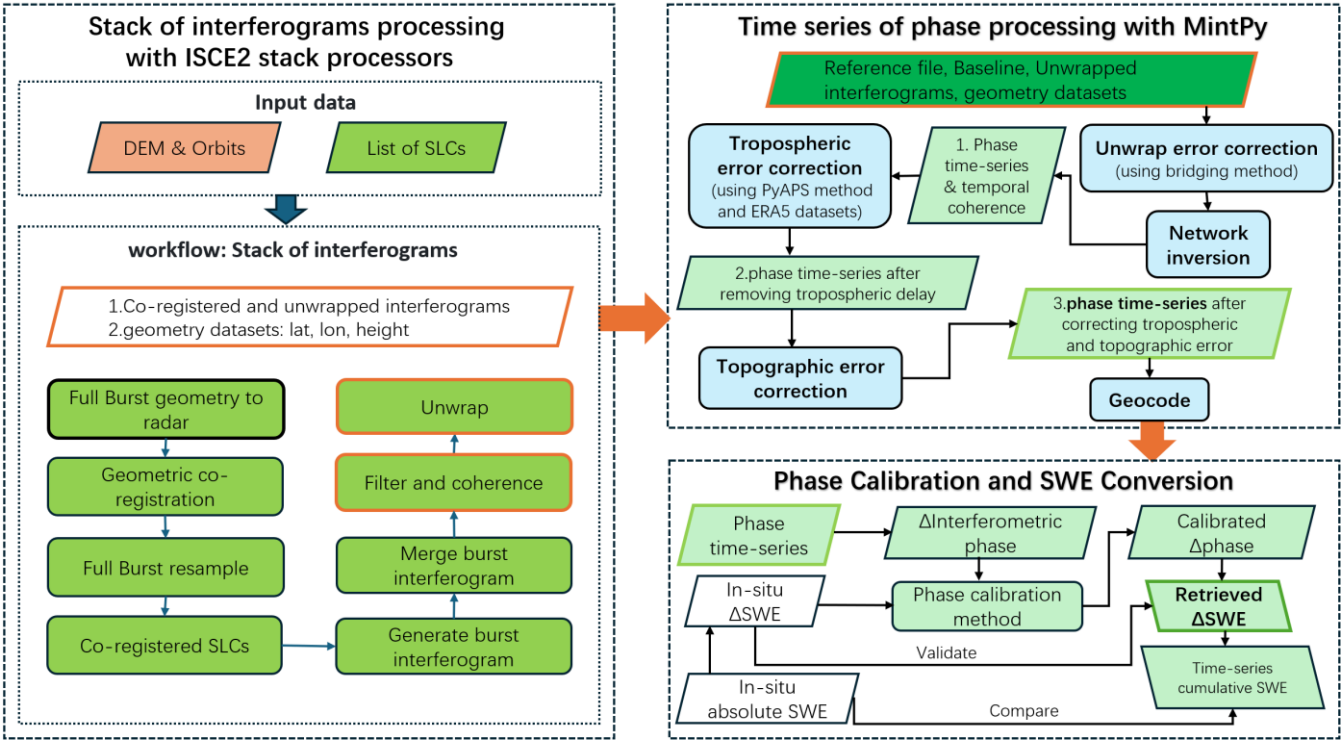 Stack of interferograms processing
with ISCE2 stack processors
Input data
DEM & Orbits
List of SLCs
workflow: Stack of interferograms
1.Co-registered and unwrapped interferograms
2.geometry datasets: lat, lon, height
Full Burst geometry to
radar
Geometric co-
registration
Full Burst resample
Co-registered SLCs
Generate burst
interferogram
Merge burst
interferogram
Filter and coherence
Unwrap
Time series of phase processing with MintPy
Reference file, Baseline, Unwrapped
interferograms, geometry datasets
Unwrap error correction
(using bridging method)
Network
inversion
1. Phase
time-series
& temporal
coherence
Tropospheric
error correction
(using PyAPS method
and ERA5 datasets)
2.phase time-series after
removing tropospheric delay
Topographic error
correction
3.phase time-series after
correcting tropospheric
and topographic error
Geocode
Phase Calibration and SWE Conversion
Phase
time-series
ΔInterferometric
phase
Calibrated
Δphase
In-situ
ΔSWE
Phase calibration
method
Retrieved
ΔSWE
Validate
In-situ
absolute SWE
Compare
Time-series
cumulative SWE